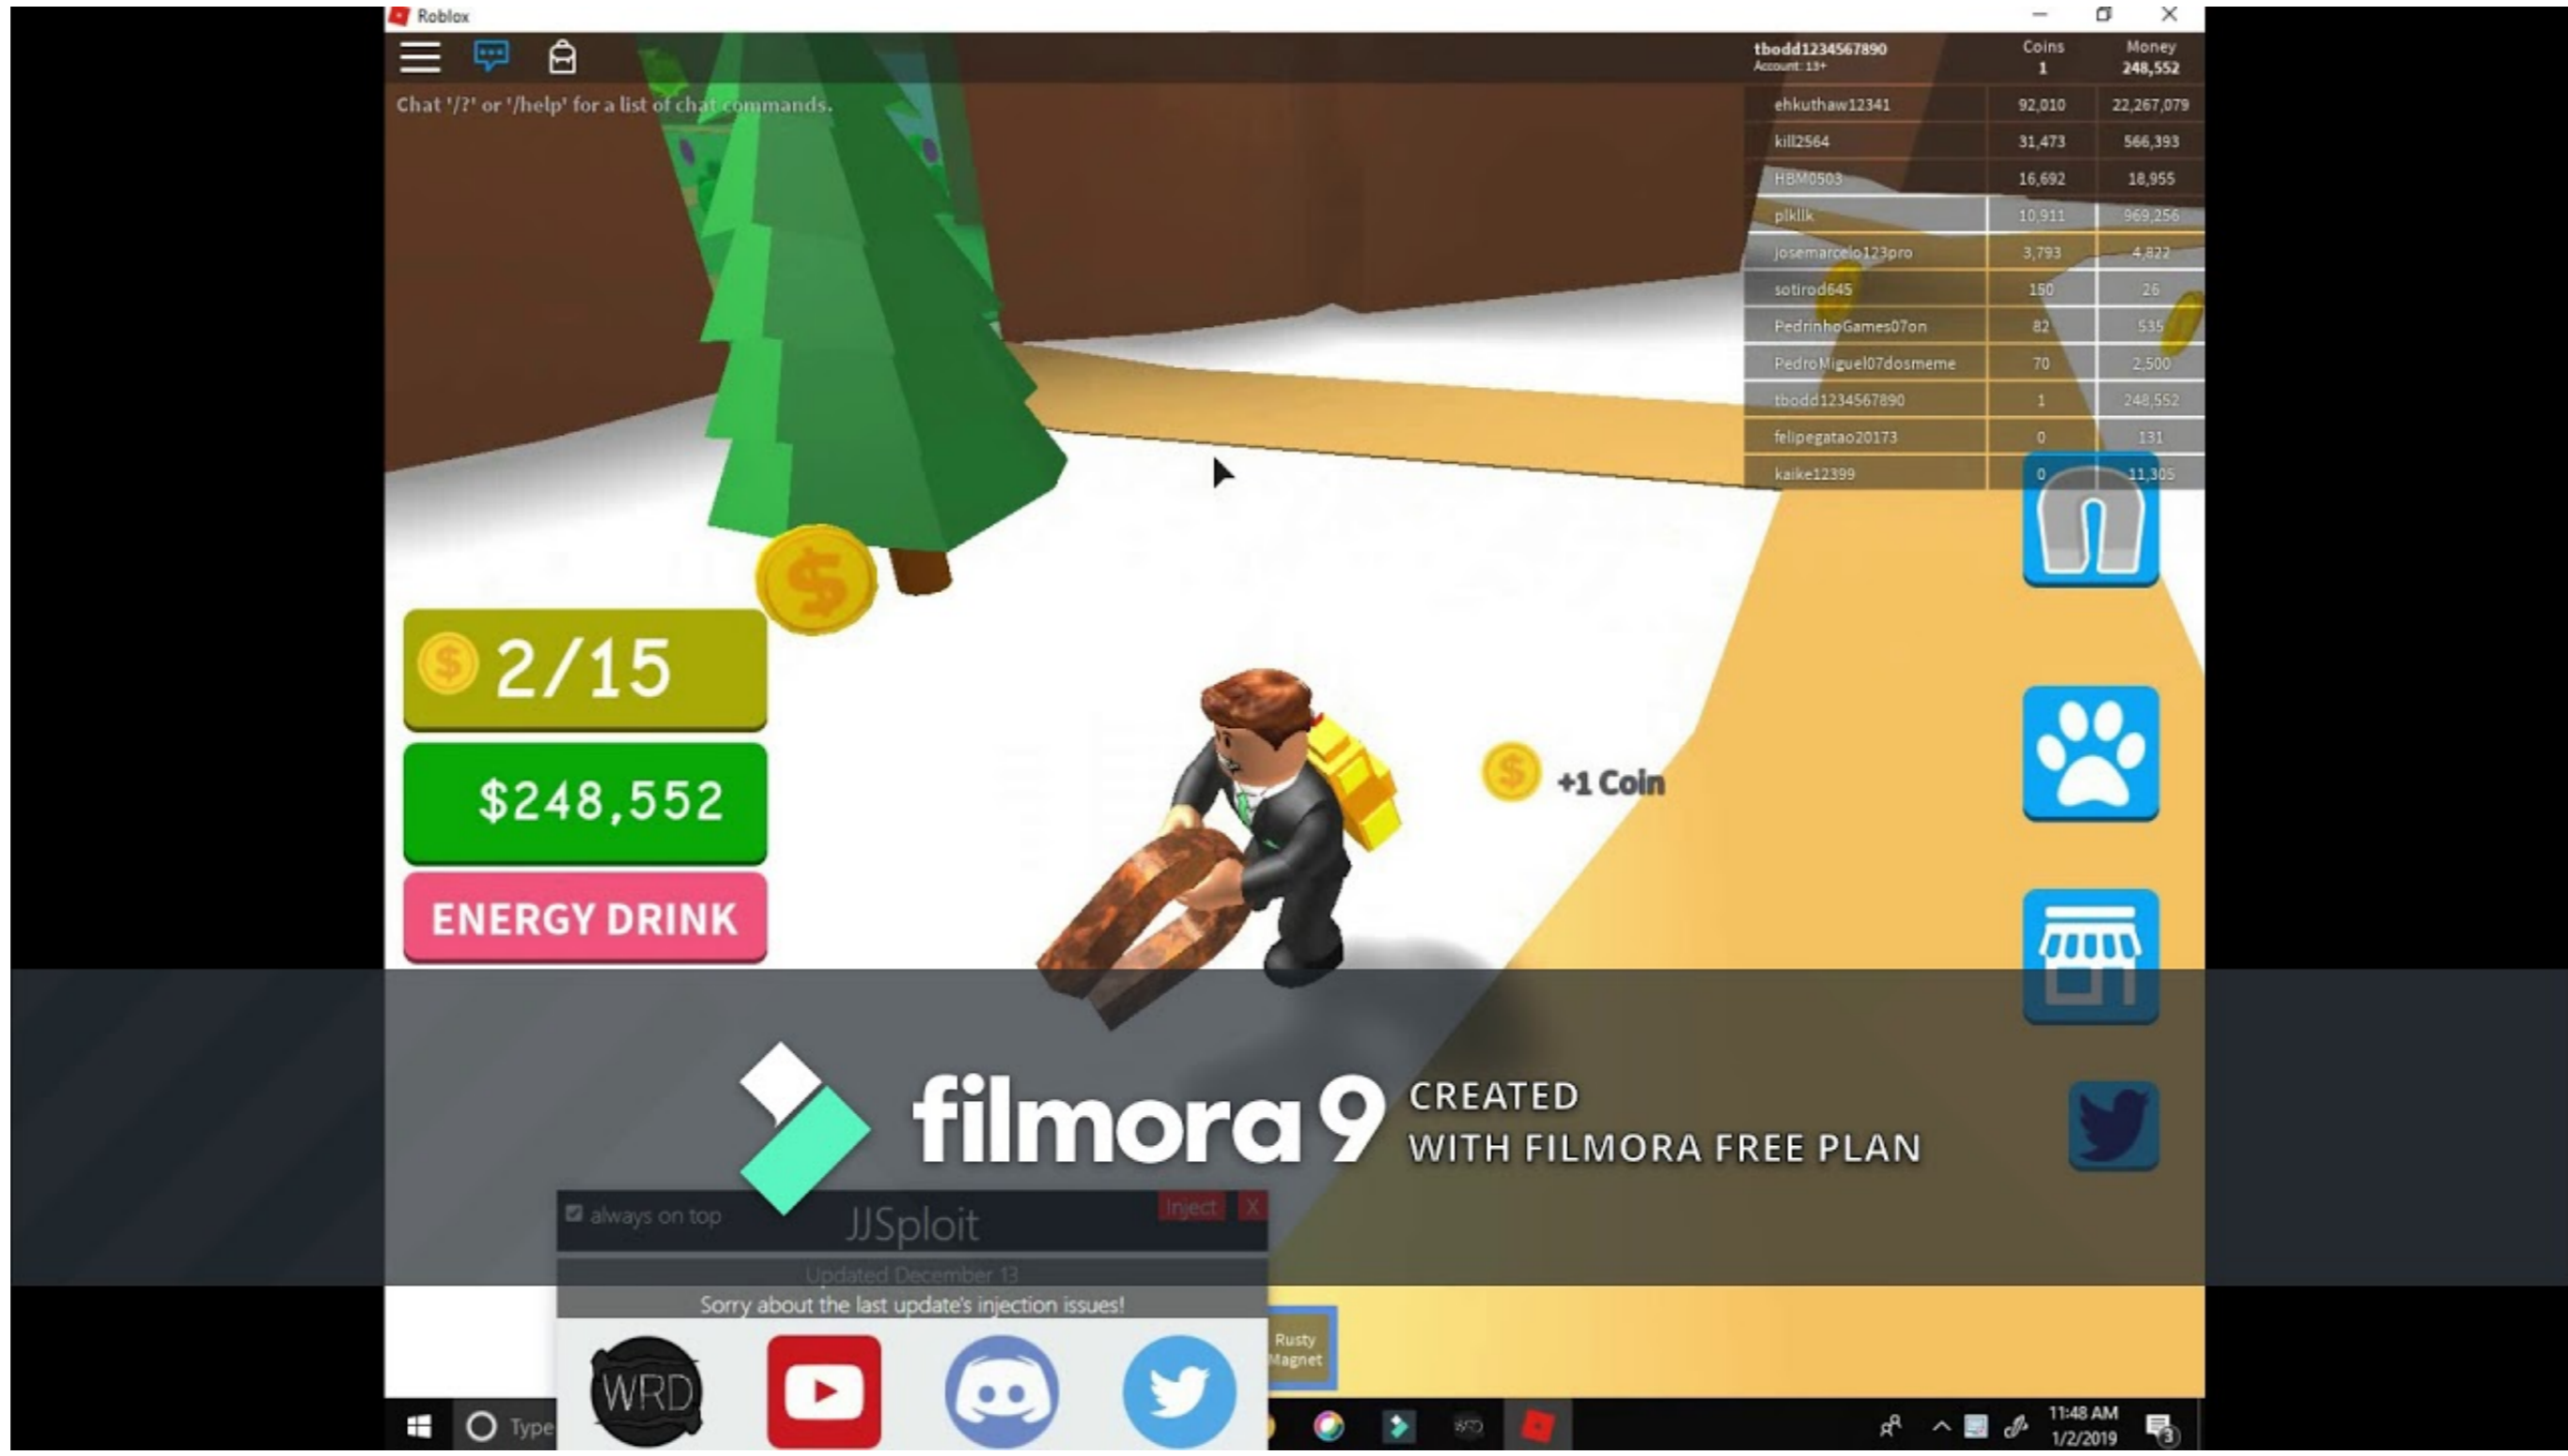 Roblox
tbodd1234567890 Coins Money
Account: 13+ 1 248,552
Chat '/?' or '/help' for a list of chat commands.
ehkuthaw12341 92,010 22,267,079
kill2564 31,473 566,393
HBM0503 16,692 18,955
plkllk 10,911 969,256
josemarcelo123pro 3,793 4,822
sotirod645 150 26
PedrinhoGames07on 82 535
PedroMiguel07dosmeme 70 2,500
tbodd1234567890 1 248,552
felipegatao20173 0 131
kaike12399 0 11,305
2/15
+1 Coin
$248,552
ENERGY DRINK
filmora9
CREATED
WITH FILMORA FREE PLAN
always on top JJSploit Inject X
Updated December 13
Sorry about the last update's injection issues!
WRD
Rusty
Magnet
Type
WRD
11:48 AM
1/2/2019
3